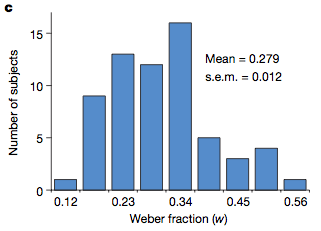 c
15
10
5
0
Number of subjects
Mean = 0.279
s.e.m. = 0.012
0.12 0.23 0.34 0.45 0.56
Weber fraction (w)